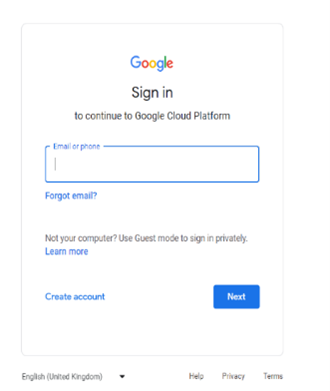 Google
Sign in
to continue to Google Cloud Platform
Email or phone
Forgot email?
Not your computer? Use Guest mode to sign in privately.
Learn more
Create account
Next
English (United Kingdom)
Help Privacy Terms